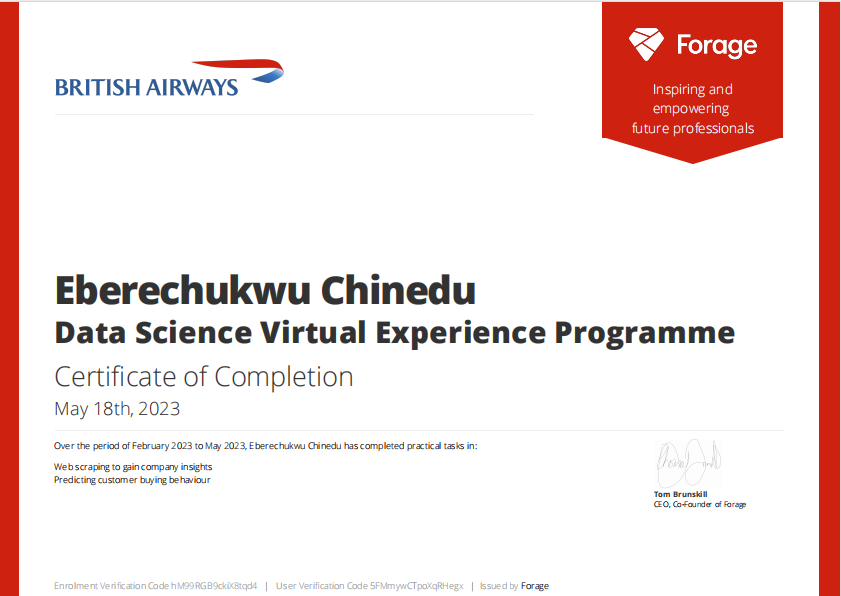 BRITISH AIRWAYS
Forage
Inspiring and
empowering
future professionals
Eberechukwu Chinedu
Data Science Virtual Experience Programme
Certificate of Completion
May 18th, 2023
Over the period of February 2023 to May 2023, Eberechukwu Chinedu has completed practical tasks in:
Web scraping to gain company insights
Predicting customer buying behaviour
Tom Brunskill
CEO, Co-Founder of Forage
Enrolment Verification Code hM99RGB9ckiX8tqd4 | User Verification Code 5FMmywCTpoXqRHegx | Issued by Forage